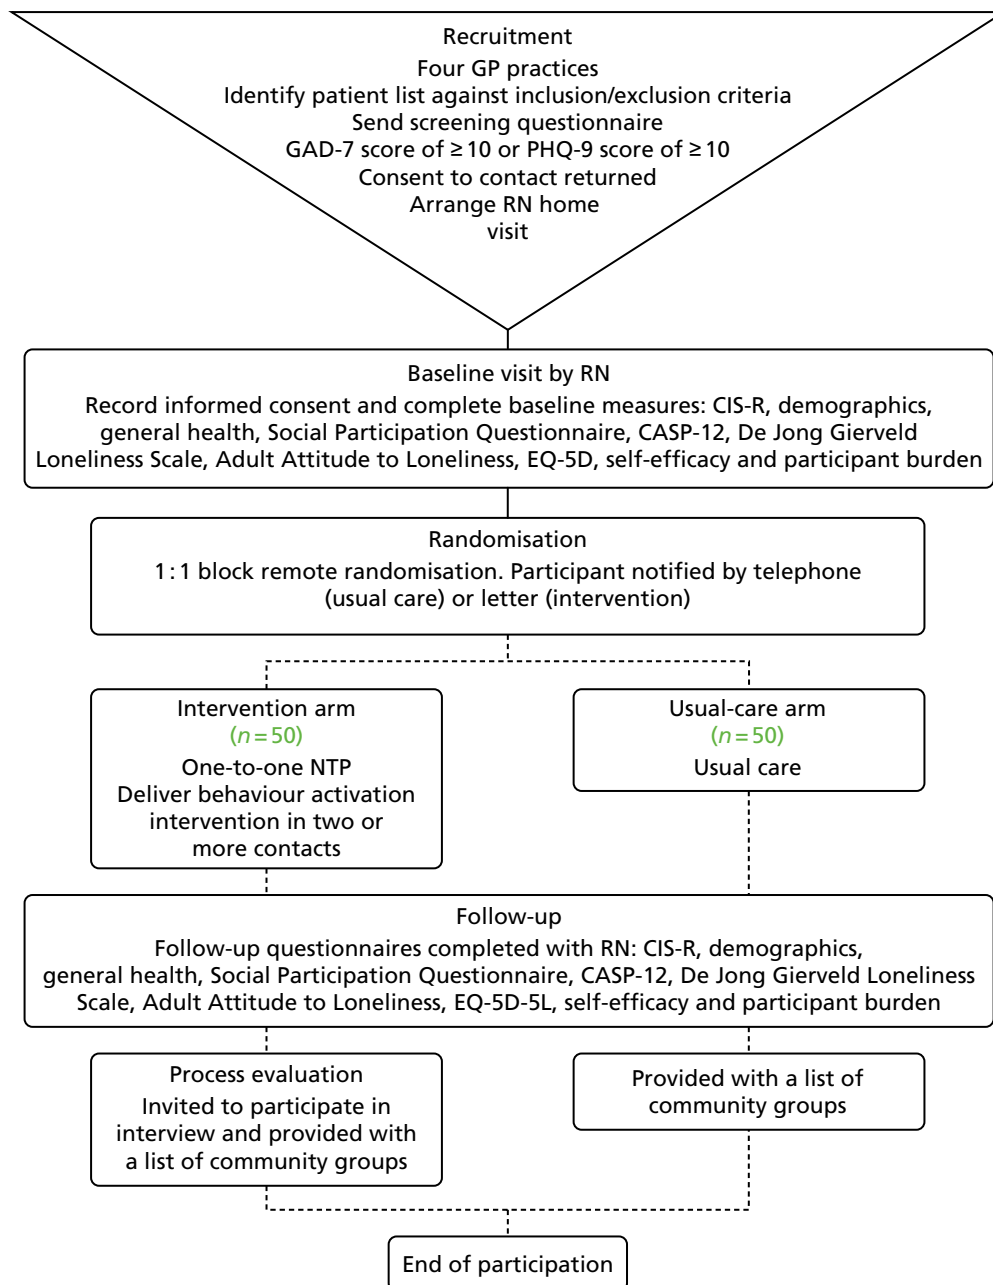 Recruitment
Four GP practices
Identify patient list against inclusion/exclusion criteria
Send screening questionnaire
GAD-7 score of ≥ 10 or PHQ-9 score of ≥ 10
Consent to contact returned
Arrange RN home
visit
Baseline visit by RN
Record informed consent and complete baseline measures: CIS-R, demographics,
general health, Social Participation Questionnaire, CASP-12, De Jong Gierveld
Loneliness Scale, Adult Attitude to Loneliness, EQ-5D, self-efficacy and participant burden
Randomisation
1 : 1 block remote randomisation. Participant notified by telephone
(usual care) or letter (intervention)
Intervention arm
(n = 50)
One-to-one NTP
Deliver behaviour activation
intervention in two or
more contacts
Usual-care arm
(n = 50)
Usual care
Follow-up
Follow-up questionnaires completed with RN: CIS-R, demographics,
general health, Social Participation Questionnaire, CASP-12, De Jong Gierveld Loneliness
Scale, Adult Attitude to Loneliness, EQ-5D-5L, self-efficacy and participant burden
Process evaluation
Invited to participate in
interview and provided with
a list of community groups
Provided with a list of
community groups
End of participation